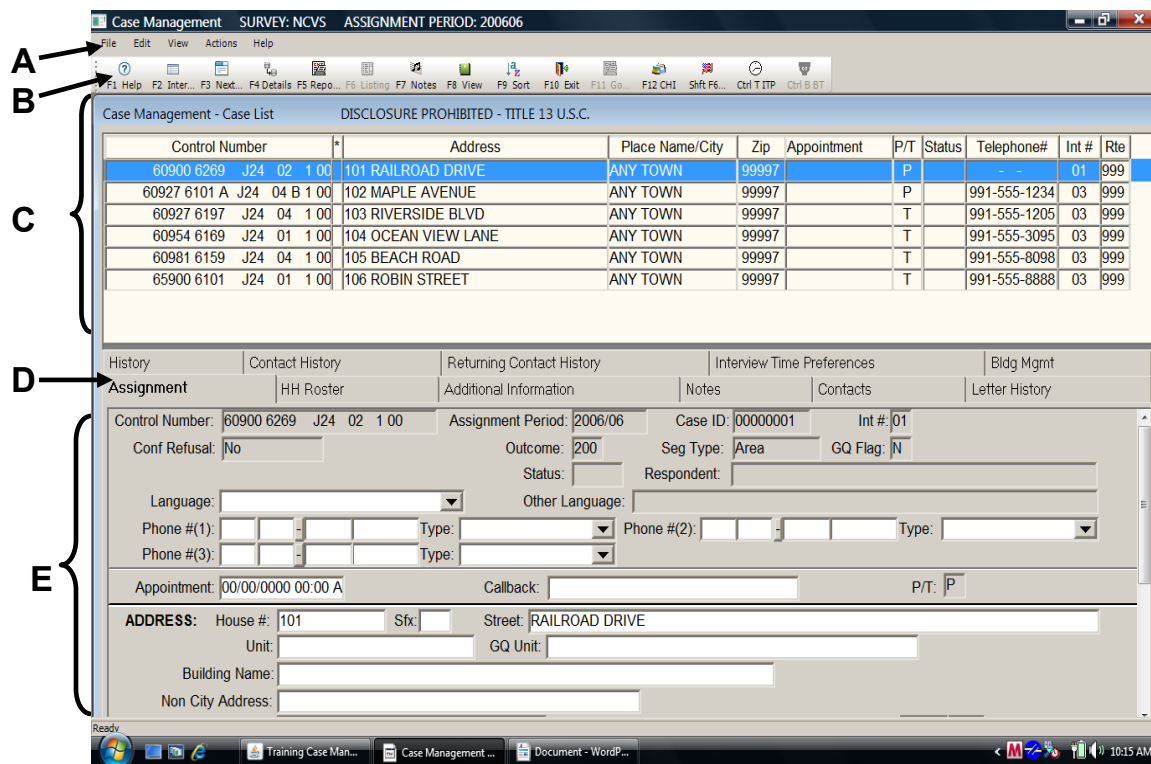 Case Management SURVEY: NCVS ASSIGNMENT PERIOD: 200606
A
File Edit View Actions Help
B
F1 Help F2 Inter... F3 Next... F4 Details F5 Repo... F6 Listing F7 Notes F8 View F9 Sort F10 Exit F11 Go... F12 CHI Shft F6... Ctrl T ITP Ctrl B BT
Case Management - Case List DISCLOSURE PROHIBITED - TITLE 13 U.S.C.
Control Number * Address Place Name/City Zip Appointment P/T Status Telephone# Int # Rte
60900 6269 J24 02 1 00 101 RAILROAD DRIVE ANY TOWN 99997 P - - 01 999
60927 6101 A J24 04 B 1 00 102 MAPLE AVENUE ANY TOWN 99997 P 991-555-1234 03 999
C
60927 6197 J24 04 1 00 103 RIVERSIDE BLVD ANY TOWN 99997 T 991-555-1205 03 999
60954 6169 J24 01 1 00 104 OCEAN VIEW LANE ANY TOWN 99997 T 991-555-3095 03 999
60981 6159 J24 04 1 00 105 BEACH ROAD ANY TOWN 99997 T 991-555-8098 03 999
65900 6101 J24 01 1 00 106 ROBIN STREET ANY TOWN 99997 T 991-555-8888 03 999
History Contact History Returning Contact History Interview Time Preferences Bldg Mgmt
D
Assignment HH Roster Additional Information Notes Contacts Letter History
Control Number: 60900 6269 J24 02 1 00 Assignment Period: 2006/06 Case ID: 00000001 Int #: 01
Conf Refusal: No Outcome: 200 Seg Type: Area GQ Flag: N
Status: Respondent:
Language: Other Language:
Phone #(1): - Type: Phone #(2): - Type:
Phone #(3): - Type:
E
Appointment: 00/00/0000 00:00 A Callback: P/T: P
ADDRESS: House #: 101 Sfx: Street: RAILROAD DRIVE
Unit: GQ Unit:
Building Name:
Non City Address:
Ready
Training Case Man... Case Management ... Document - WordP... < 10:15 AM